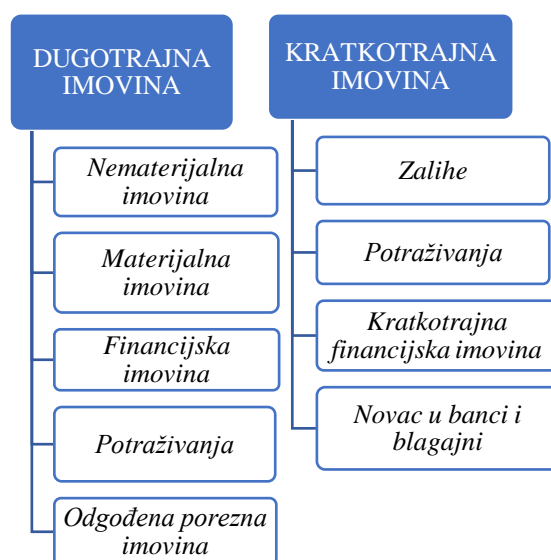 DUGOTRAJNA
IMOVINA
Nematerijalna
imovina
Materijalna
imovina
Financijska
imovina
Potraživanja
Odgođena porezna
imovina
KRATKOTRAJNA
IMOVINA
Zalihe
Potraživanja
Kratkotrajna
financijska imovina
Novac u banci i
blagajni